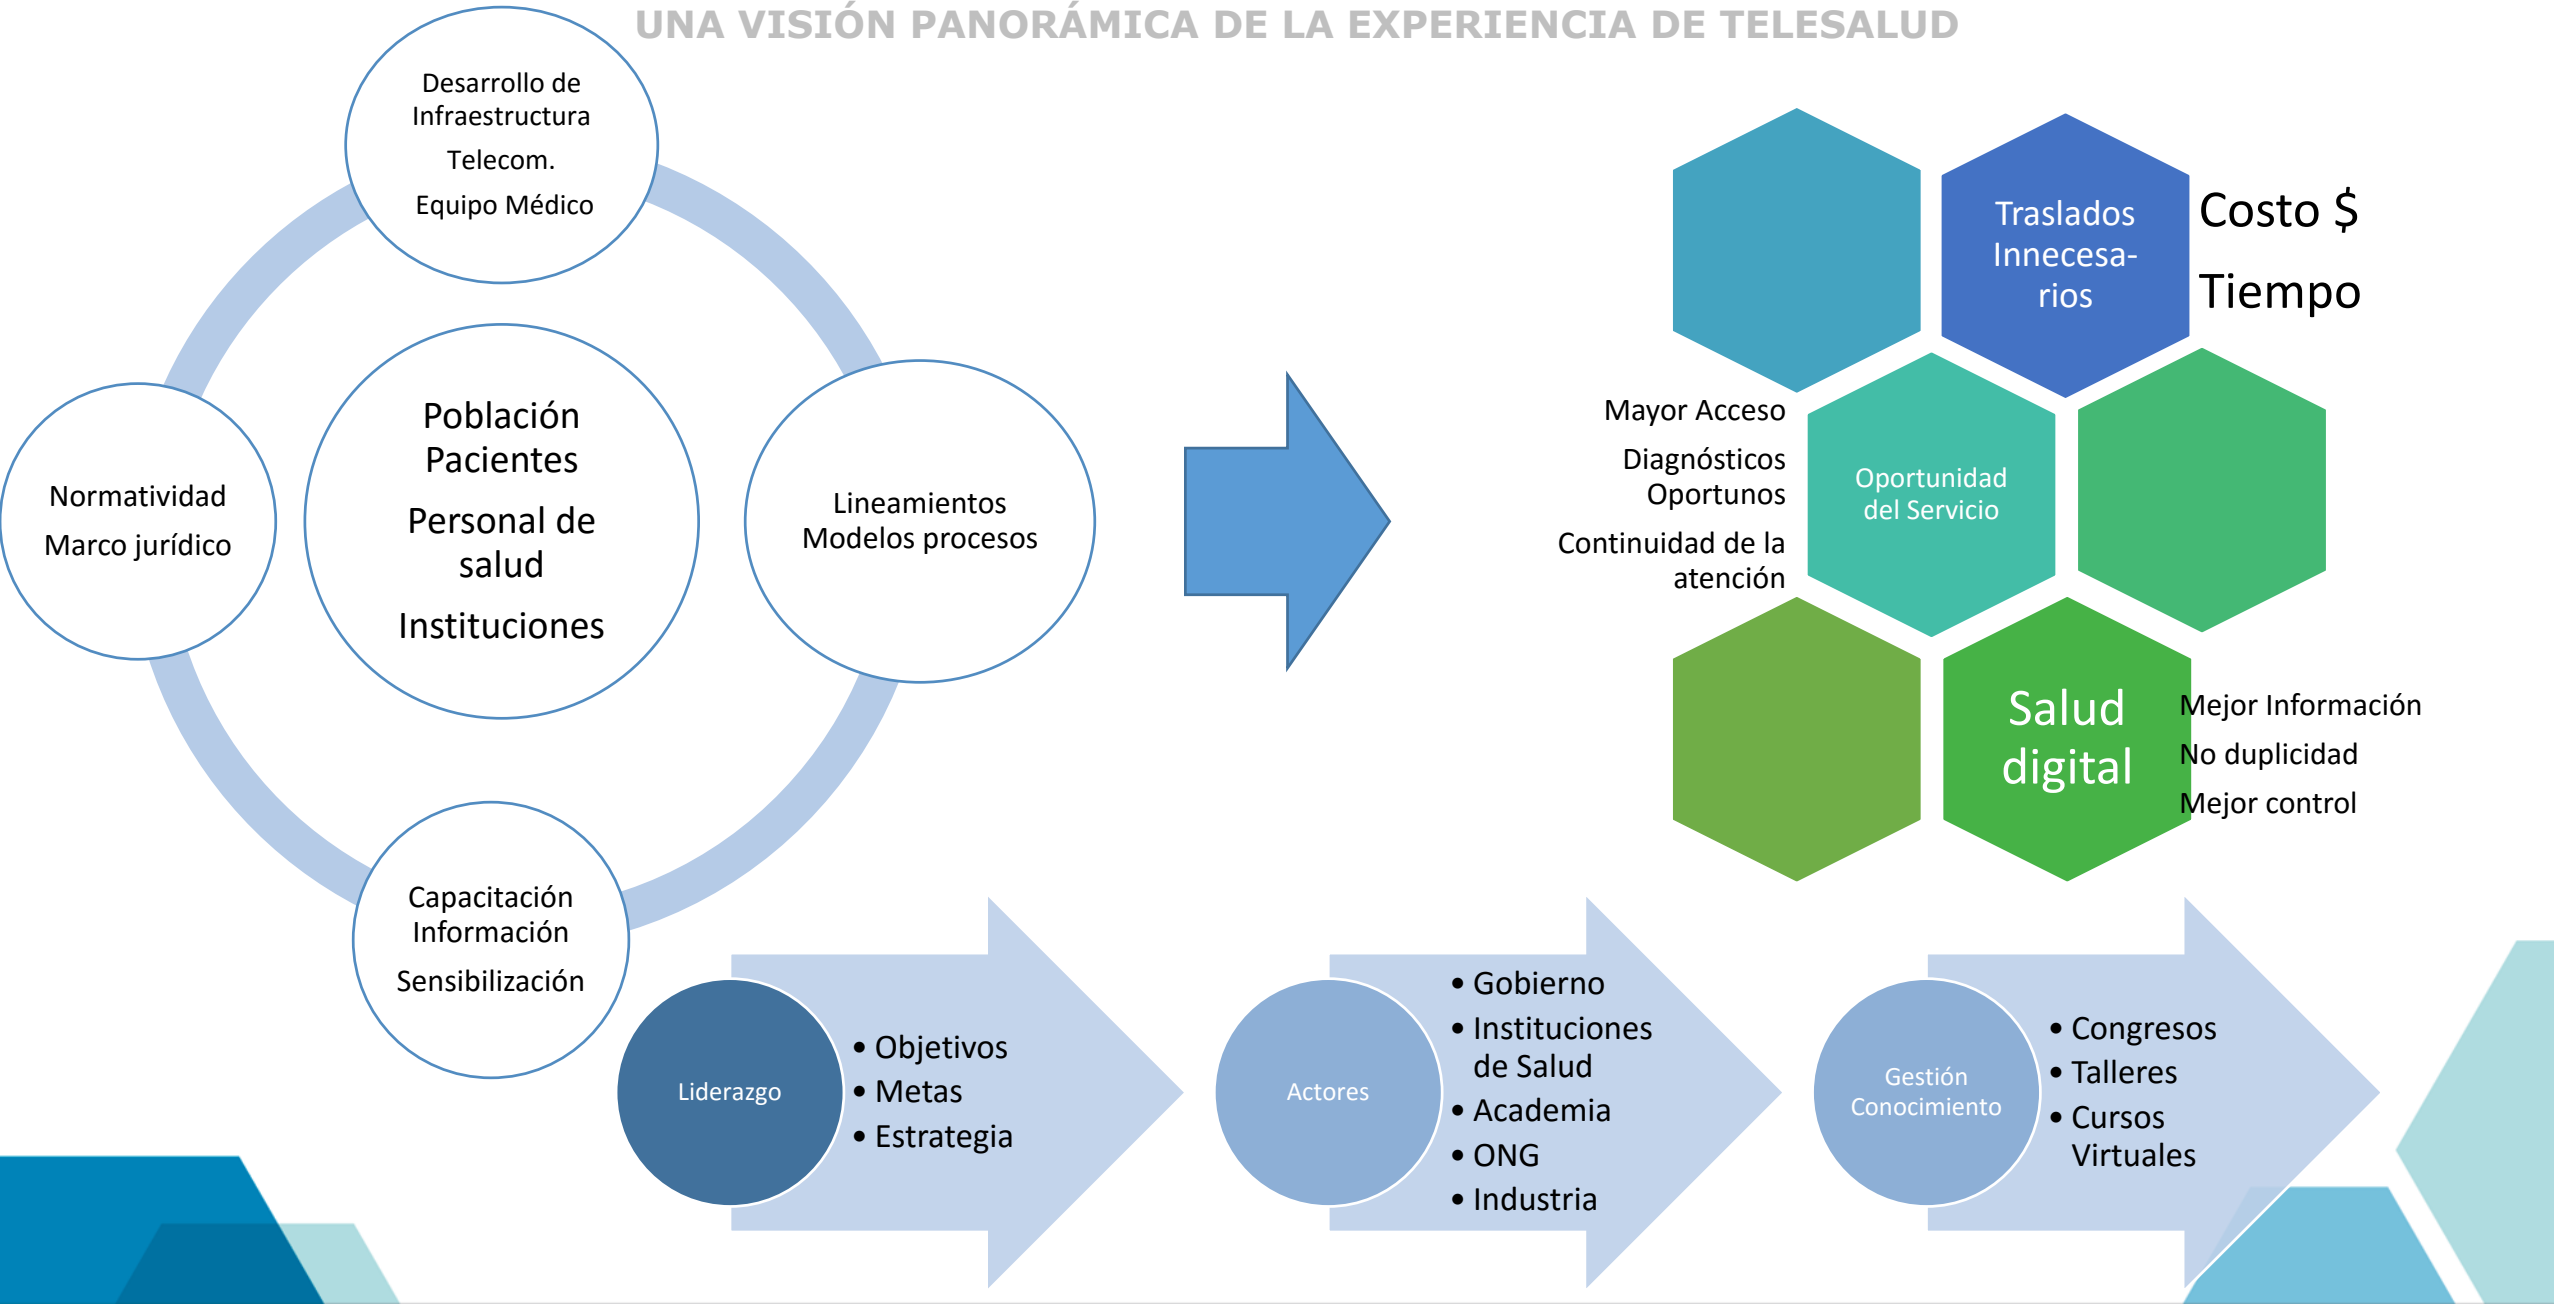 UNA VISIÓN PANORÁMICA DE LA EXPERIENCIA DE TELESALUD
Desarrollo de
Infraestructura
Telecom.
Equipo Médico
Normatividad
Marco jurídico
Población
Pacientes
Personal de
salud
Instituciones
Lineamientos
Modelos procesos
Capacitación
Información
Sensibilización
Traslados
Innecesa-
rios
Costo $
Tiempo
Mayor Acceso
Diagnósticos
Oportunos
Continuidad de la
atención
Oportunidad
del Servicio
Salud
digital
Mejor Información
No duplicidad
Mejor control
Liderazgo
• Objetivos
• Metas
• Estrategia
Actores
• Gobierno
• Instituciones
de Salud
• Academia
• ONG
• Industria
Gestión
Conocimiento
• Congresos
• Talleres
• Cursos
Virtuales